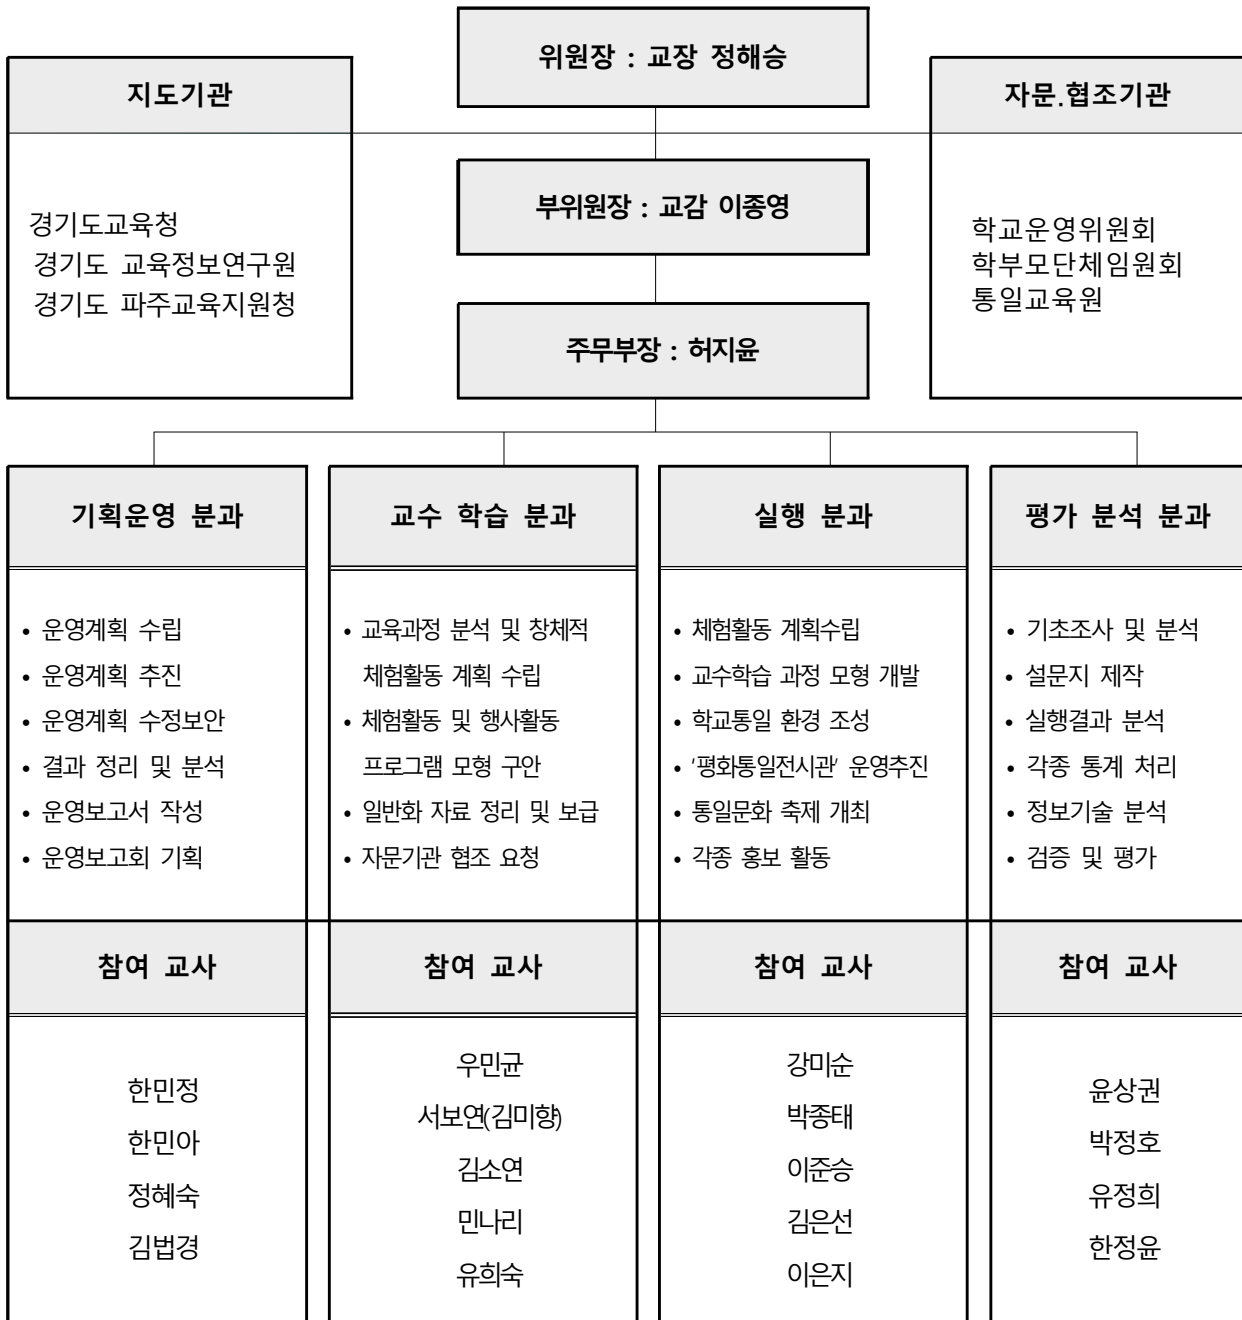 위원장 : 교장 정해승
지도기관
자문.협조기관
경기도교육청
경기도 교육정보연구원
경기도 파주교육지원청
부위원장 : 교감 이종영
학교운영위원회
학부모단체임원회
통일교육원
주무부장 : 허지윤
기획운영 분과
• 운영계획 수립
• 운영계획 추진
• 운영계획 수정보안
• 결과 정리 및 분석
• 운영보고서 작성
• 운영보고회 기획
참여 교사
한민정
한민아
정혜숙
김법경
교수 학습 분과
• 교육과정 분석 및 창체적
체험활동 계획 수립
• 체험활동 및 행사활동
프로그램 모형 구안
• 일반화 자료 정리 및 보급
• 자문기관 협조 요청
참여 교사
우민균
서보연(김미향)
김소연
민나리
유희숙
실행 분과
• 체험활동 계획수립
• 교수학습 과정 모형 개발
• 학교통일 환경 조성
• '평화통일전시관' 운영추진
• 통일문화 축제 개최
• 각종 홍보 활동
참여 교사
강미순
박종태
이준승
김은선
이은지
평가 분석 분과
• 기초조사 및 분석
• 설문지 제작
• 실행결과 분석
• 각종 통계 처리
• 정보기술 분석
• 검증 및 평가
참여 교사
윤상권
박정호
유정희
한정윤